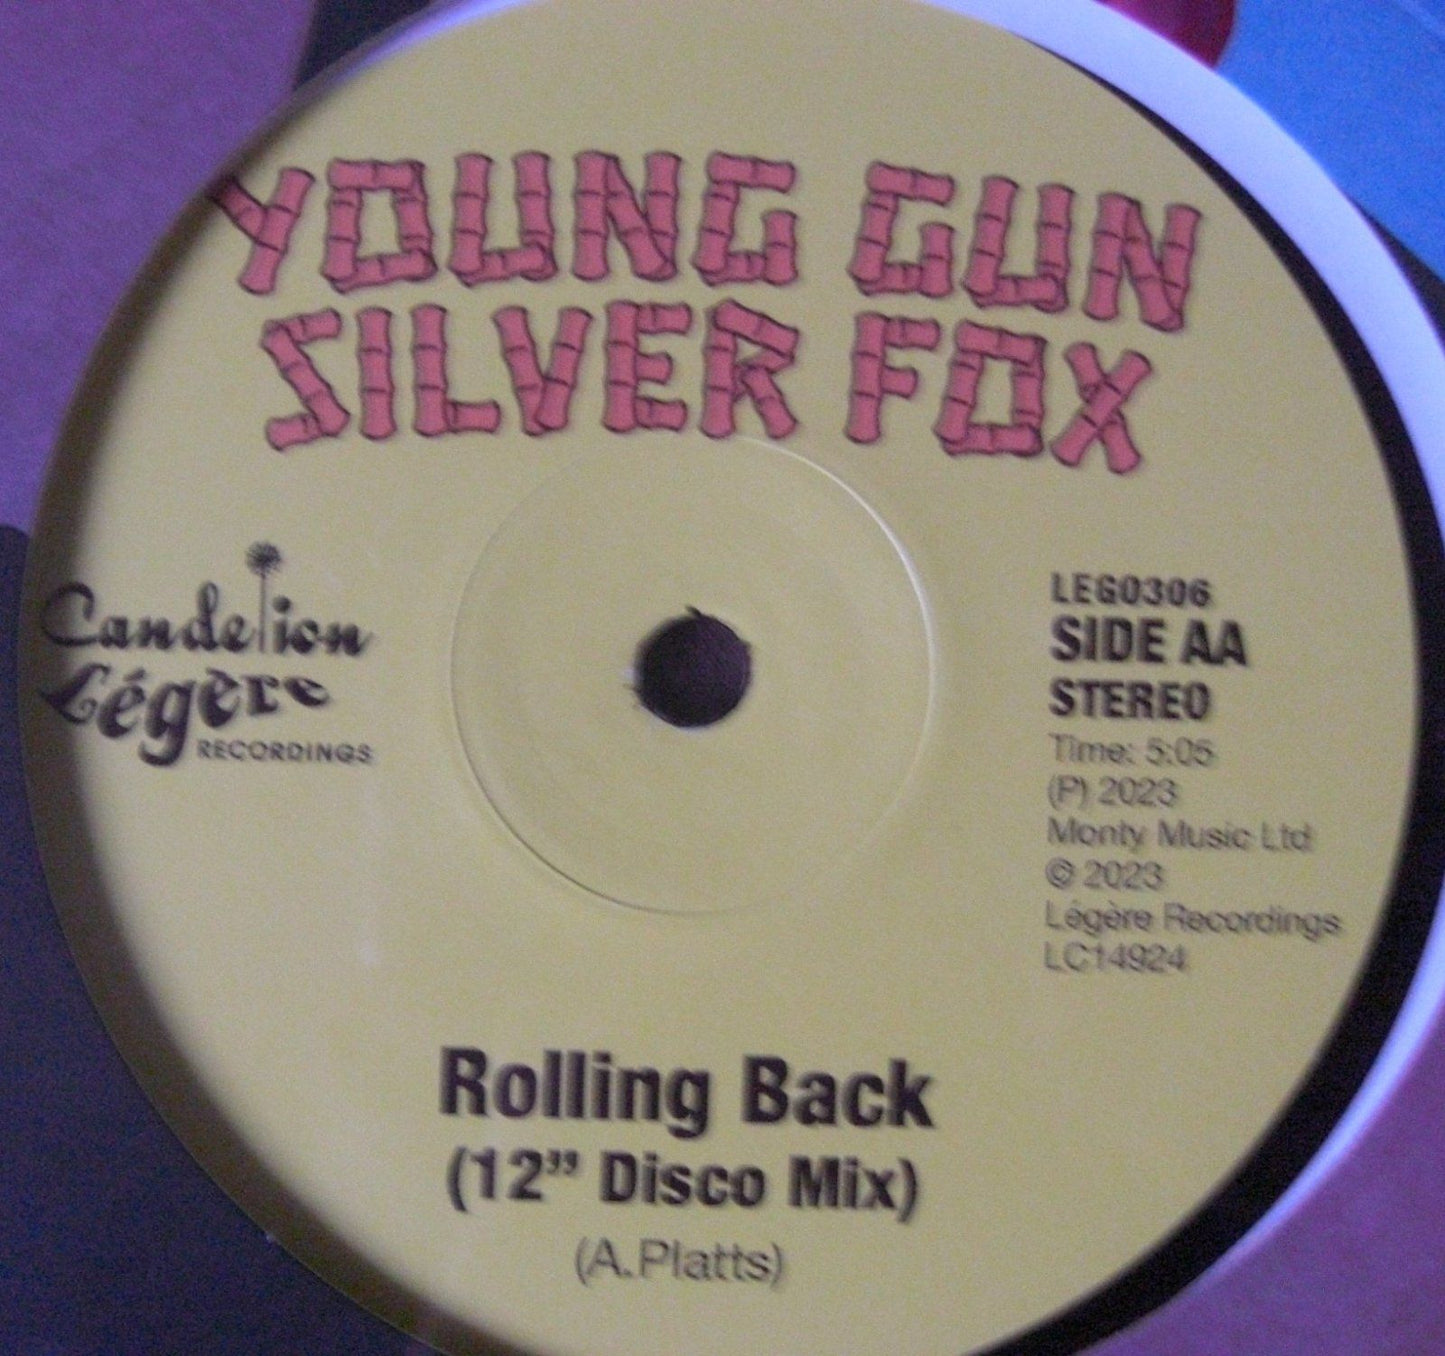 YOUNG GUN
SILVER FOX
Candelion
Légère
RECORDINGS
LEG0306
SIDE AA
STEREO
Time: 5:05
(P) 2023
Monty Music Ltd
© 2023
Légère Recordings
LC14924
Rolling Back
(12” Disco Mix)
(A.Platts)